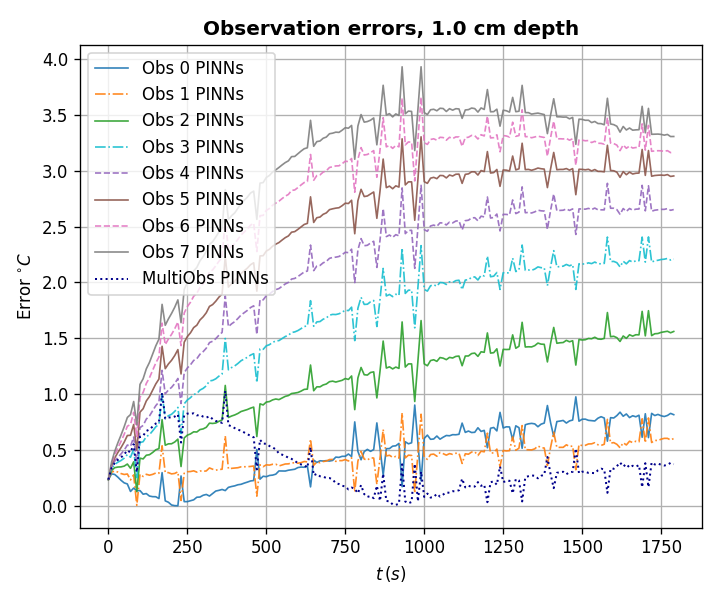 Observation errors, 1.0 cm depth
4.0
3.5
3.0
2.5
2.0
1.5
1.0
0.5
0.0
Error °C
Obs 0 PINNs
Obs 1 PINNs
Obs 2 PINNs
Obs 3 PINNs
Obs 4 PINNs
Obs 5 PINNs
Obs 6 PINNs
Obs 7 PINNs
MultiObs PINNs
0 250 500 750 1000 1250 1500 1750
t (s)